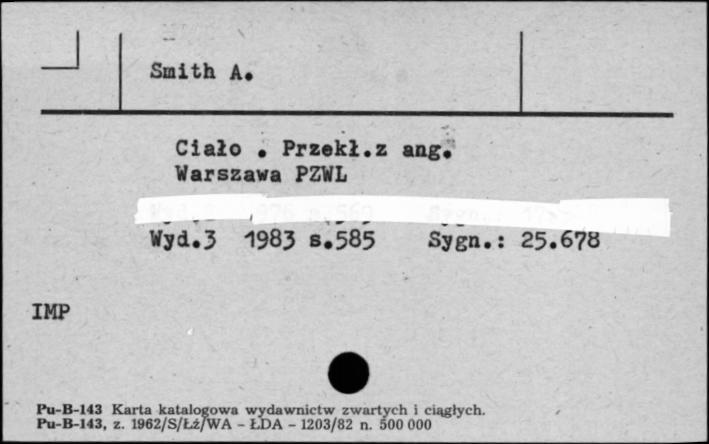 Smith A.
Ciało . Przekł.z ang.
Warszawa PZWL
Wyd.3 1983 s.585 Sygn.: 25.678
IMP
Pu-B-143 Karta katalogowa wydawnictw zwartych i ciągłych.
Pu-B-143, z. 1962/S/Łż/WA - ŁDA - 1203/82 n. 500 000